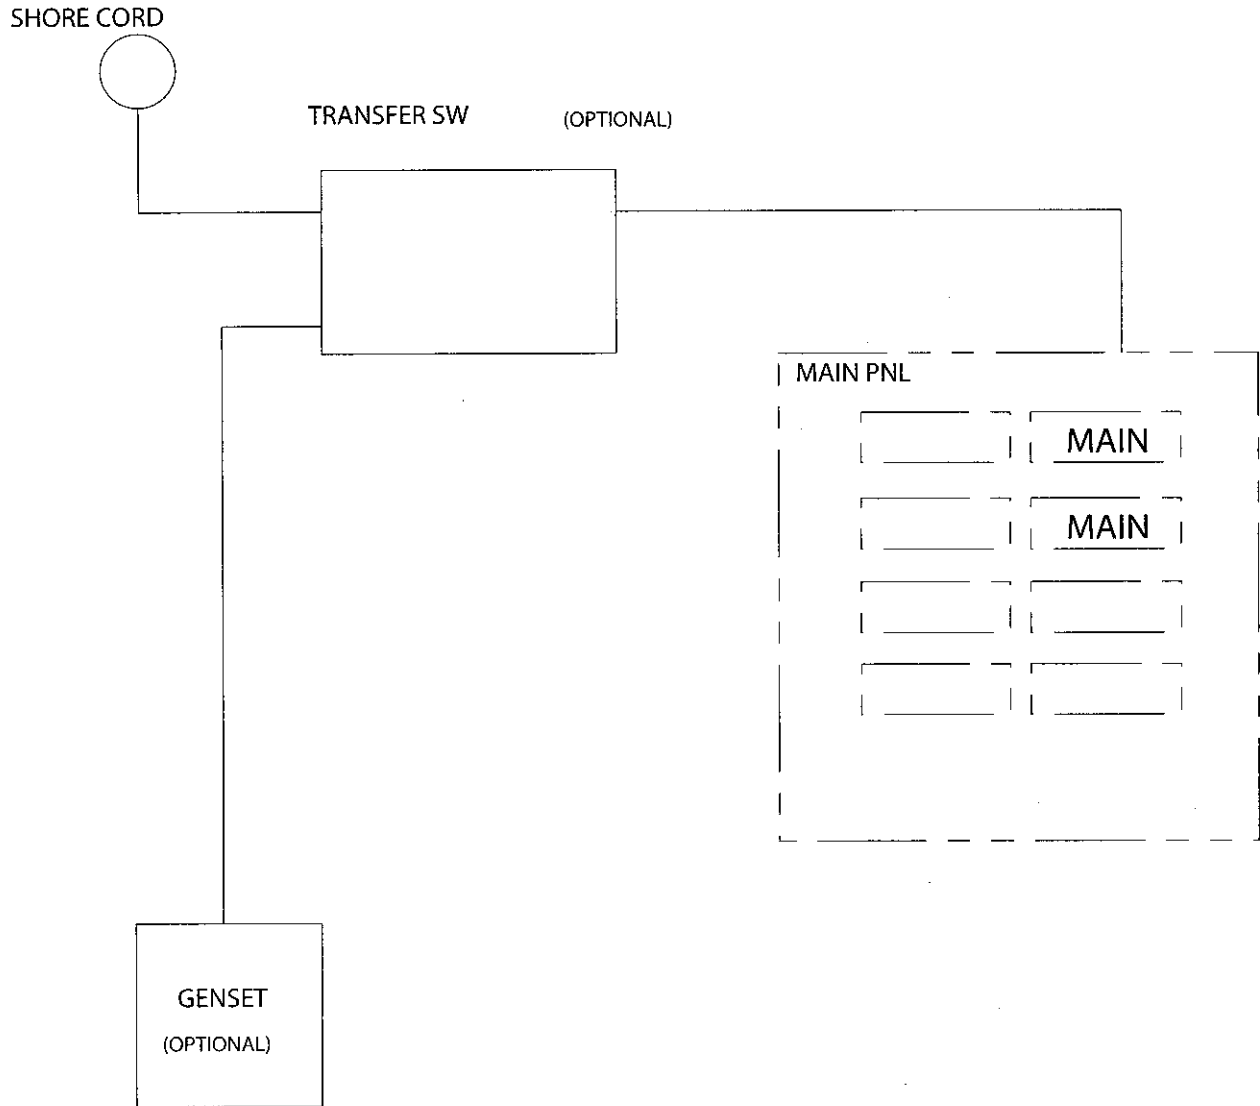 SHORE CORD
TRANSFER SW (OPTIONAL)
MAIN PNL
MAIN
MAIN
GENSET
(OPTIONAL)